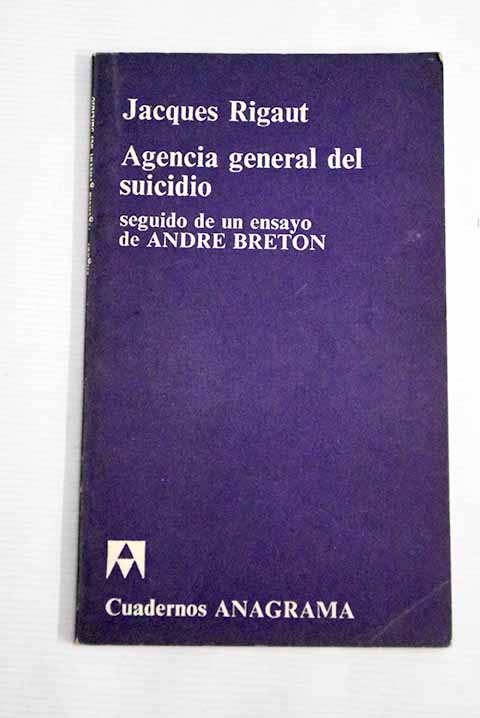 Jacques Rigaut
Agencia general del
suicidio
seguido de un ensayo
de ANDRE BRETON
Cuadernos ANAGRAMA